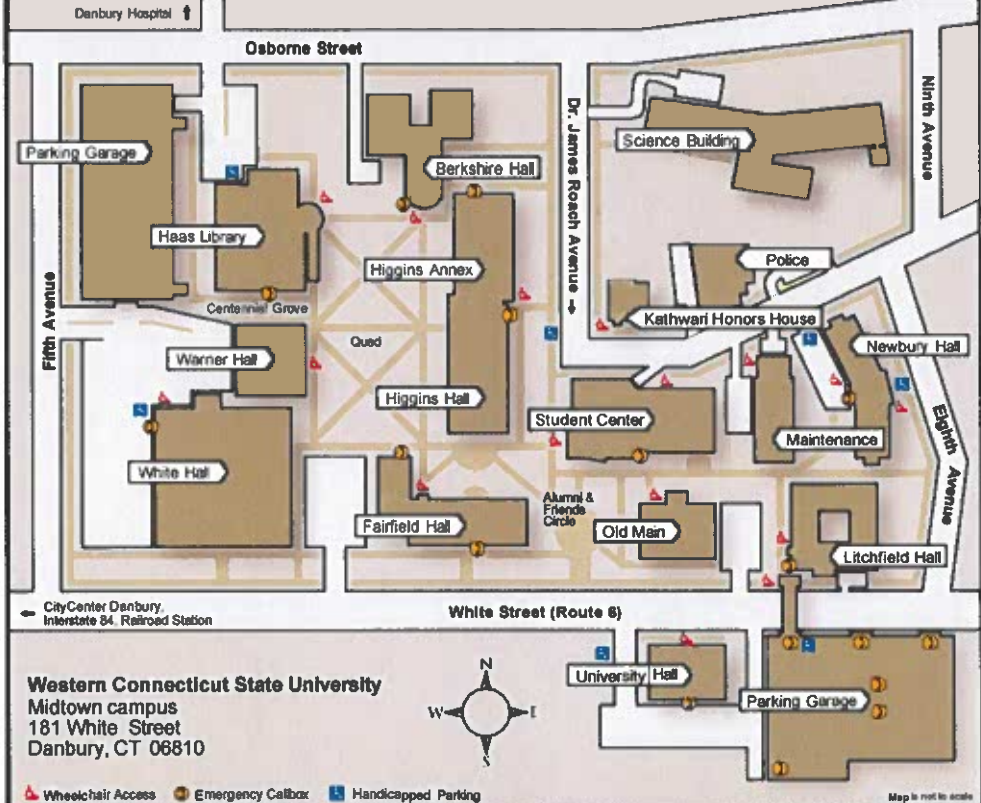 Danbury Hospital ↑
Osborne Street
Parking Garage
Berkshire Hall
Dr. James Roach Avenue →
Science Building
Ninth Avenue
Haas Library
Higgins Annex
Police
Centennial Grove
Kathwari Honors House
Fifth Avenue
Warner Hall
Quad
Newbury Hall
Higgins Hall
Student Center
Maintenance
Eighth Avenue
White Hall
Alumni &
Friends
Circle
Fairfield Hall
Old Main
Litchfield Hall
← CityCenter Danbury,
Interstate 84, Railroad Station
White Street (Route 6)
University Hall
Parking Garage
Western Connecticut State University
Midtown campus
181 White Street
Danbury, CT 06810
N
W
E
S
Wheelchair Access
Emergency Callbox
Handicapped Parking
Map is not to scale